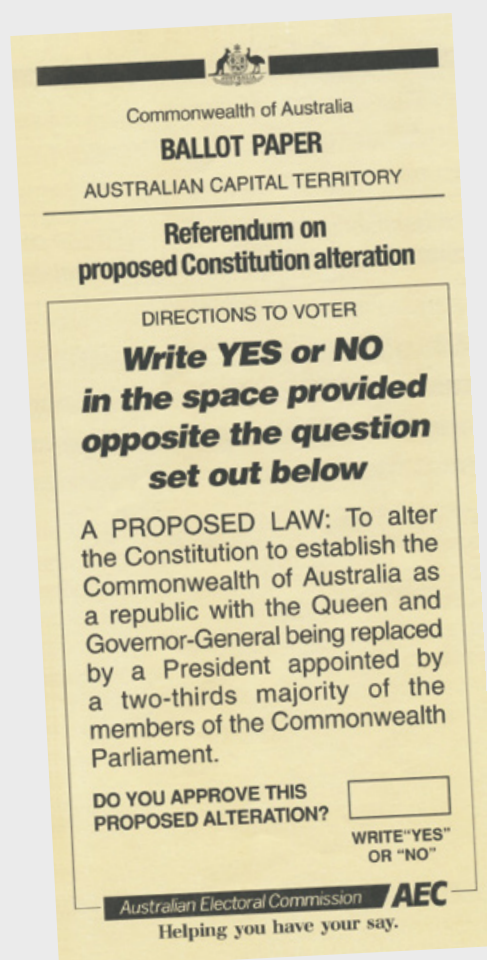 Commonwealth of Australia
BALLOT PAPER
AUSTRALIAN CAPITAL TERRITORY
Referendum on
proposed Constitution alteration
DIRECTIONS TO VOTER
Write YES or NO
in the space provided
opposite the question
set out below
A PROPOSED LAW: To alter
the Constitution to establish the
Commonwealth of Australia as
a republic with the Queen and
Governor-General being replaced
by a President appointed by
a two-thirds majority of the
members of the Commonwealth
Parliament.
DO YOU APPROVE THIS
PROPOSED ALTERATION?
WRITE“YES”
OR “NO”
Australian Electoral Commission AEC
Helping you have your say.